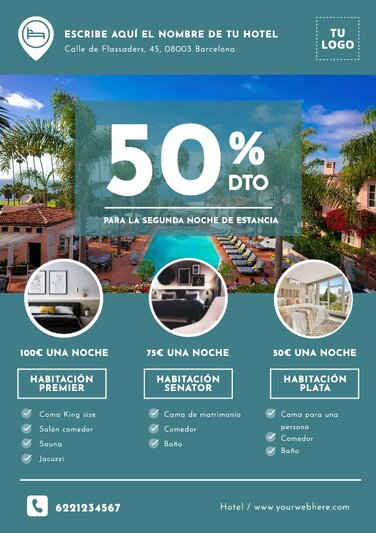 ESCRIBE AQUÍ EL NOMBRE DE TU HOTEL
Calle de Flassaders, 45, 08003 Barcelona
TU
LOGO
50%
DTO
PARA LA SEGUNDA NOCHE DE ESTANCIA
100€ UNA NOCHE
HABITACIÓN
PREMIER
Cama King size
Salón comedor
Sauna
Jacuzzi
75€ UNA NOCHE
HABITACIÓN
SENATOR
Cama de matrimonio
Comedor
Baño
50€ UNA NOCHE
HABITACIÓN
PLATA
Cama para una
persona
Comedor
Baño
6221234567
Hotel / www.yourwebhere.com